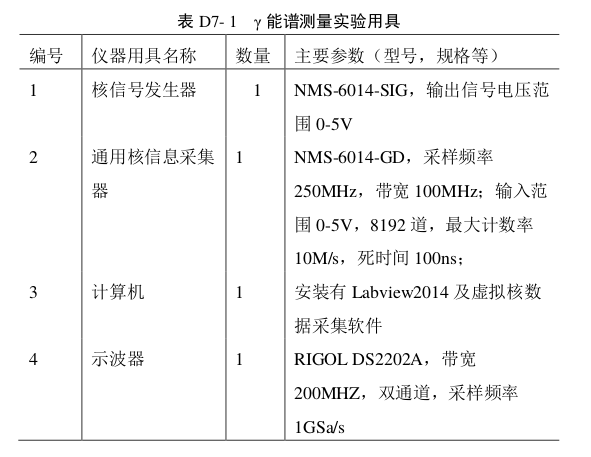 表 D7- 1 γ 能谱测量实验用具
编号 仪器用具名称 数量 主要参数（型号，规格等）
1 核信号发生器 1 NMS-6014-SIG，输出信号电压范
围 0-5V
2 通用核信息采集 1 NMS-6014-GD，采样频率
器 250MHz，带宽 100MHz；输入范
围 0-5V，8192 道，最大计数率
10M/s，死时间 100ns；
3 计算机 1 安装有 Labview2014 及虚拟核数
据采集软件
4 示波器 1 RIGOL DS2202A，带宽
200MHZ，双通道，采样频率
1GSa/s